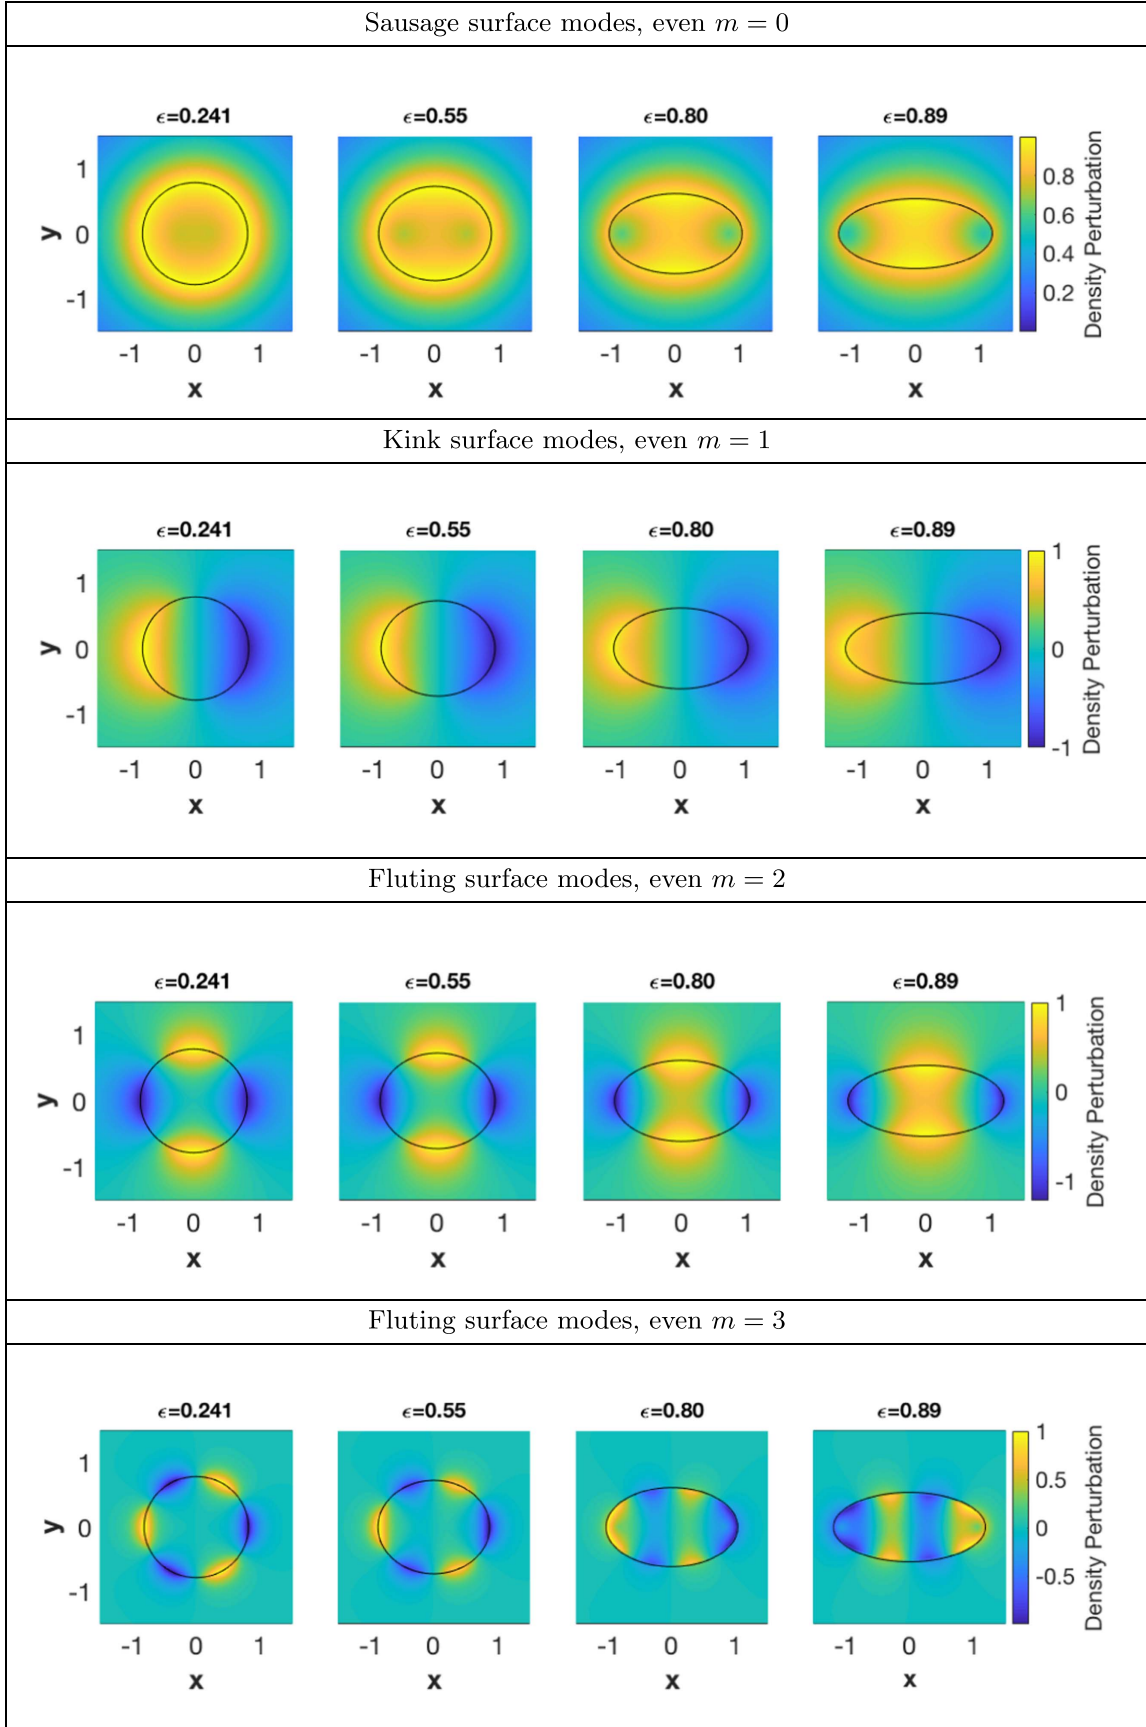 Sausage surface modes, even m = 0
ϵ=0.241 ϵ=0.55 ϵ=0.80 ϵ=0.89
1
0
-1
y
-1 0 1 -1 0 1 -1 0 1 -1 0 1
x x x x
0.8
0.6
0.4
0.2
Density Perturbation
Kink surface modes, even m = 1
ϵ=0.241 ϵ=0.55 ϵ=0.80 ϵ=0.89
1
0
-1
y
-1 0 1 -1 0 1 -1 0 1 -1 0 1
x x x x
1
0
-1
Density Perturbation
Fluting surface modes, even m = 2
ϵ=0.241 ϵ=0.55 ϵ=0.80 ϵ=0.89
1
0
-1
y
-1 0 1 -1 0 1 -1 0 1 -1 0 1
x x x x
1
0
-1
Density Perturbation
Fluting surface modes, even m = 3
ϵ=0.241 ϵ=0.55 ϵ=0.80 ϵ=0.89
1
0
-1
y
-1 0 1 -1 0 1 -1 0 1 -1 0 1
x x x x
1
0.5
0
-0.5
Density Perturbation